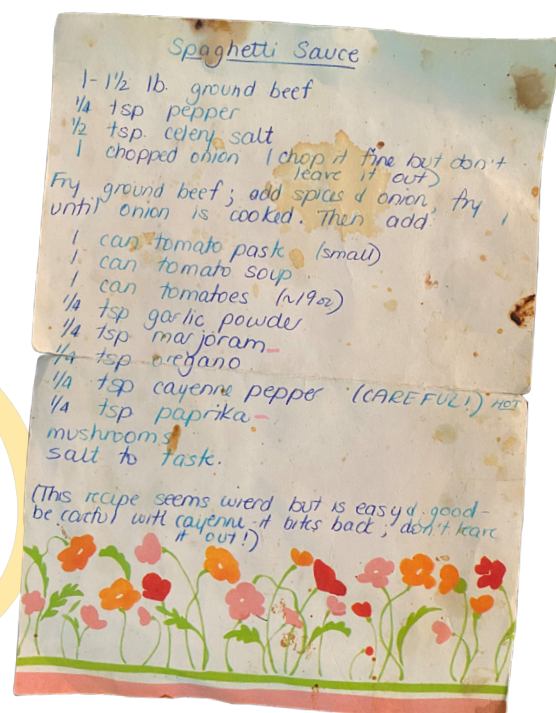 Spaghetti Sauce
1-1½ lb. ground beef
¼ tsp pepper
½ tsp. celery salt
1 chopped onion (chop it fine but don't
leave it out)
Fry ground beef; add spices & onion, fry
until onion is cooked. Then add:
1 can tomato paste (small)
1 can tomato soup
1 can tomatoes (~19oz)
¼ tsp garlic powder
¼ tsp marjoram
¼ tsp oregano
¼ tsp cayenne pepper (CAREFUL!) HOT
¼ tsp paprika
mushrooms
salt to taste.
(This recipe seems wierd but is easy & good-
be careful with cayenne-it bites back; don't leave
it out!)